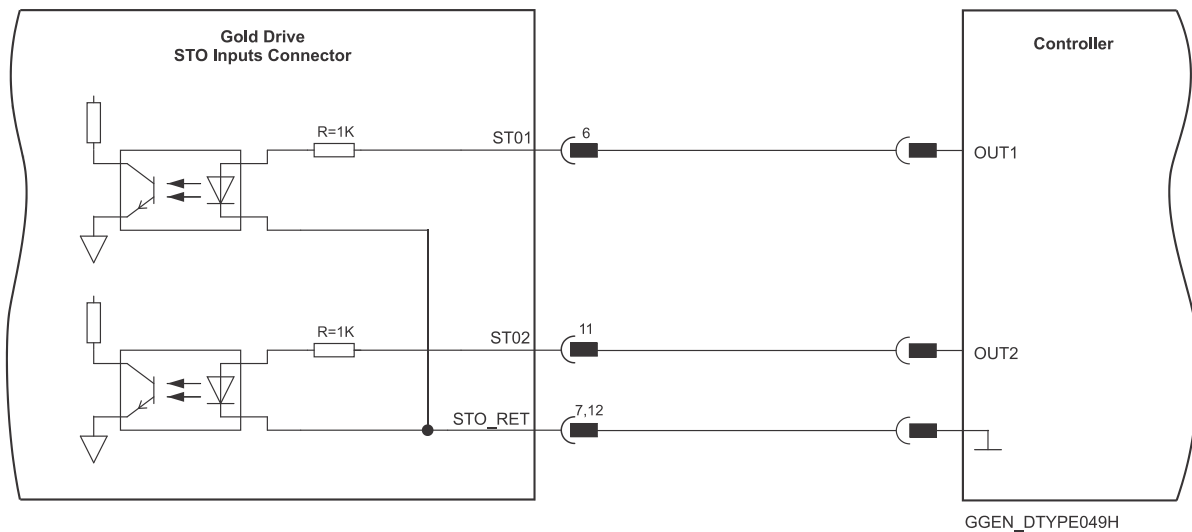 Gold Drive
STO Inputs Connector
Controller
R=1K
ST01
6
OUT1
R=1K
ST02
11
OUT2
STO_RET
7,12
GGEN_DTYPE049H